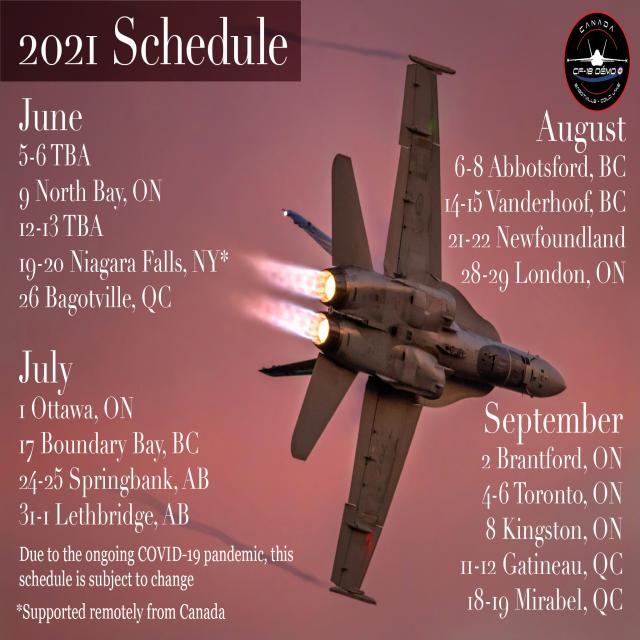 2021 Schedule
CANADA
CF-18 DEMO
June
5-6 TBA
9 North Bay, ON
12-13 TBA
19-20 Niagara Falls, NY*
26 Bagotville, QC
July
1 Ottawa, ON
17 Boundary Bay, BC
24-25 Springbank, AB
31-1 Lethbridge, AB
Due to the ongoing COVID-19 pandemic, this
schedule is subject to change
*Supported remotely from Canada
August
6-8 Abbotsford, BC
14-15 Vanderhoof, BC
21-22 Newfoundland
28-29 London, ON
September
2 Brantford, ON
4-6 Toronto, ON
8 Kingston, ON
11-12 Gatineau, QC
18-19 Mirabel, QC